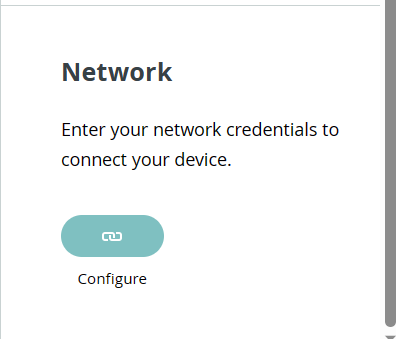 Network
Enter your network credentials to
connect your device.
Configure